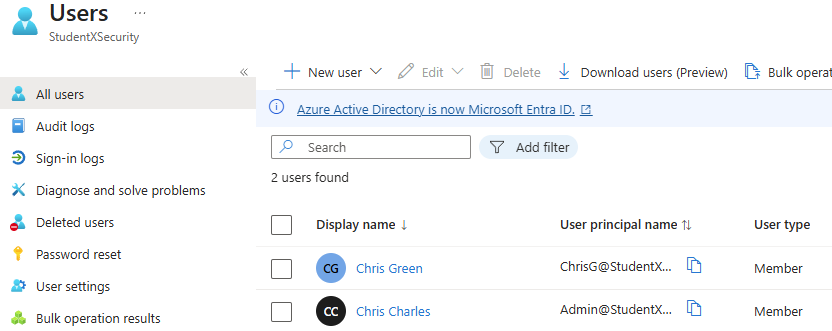 Users ...
StudentXSecurity
«
All users
Audit logs
Sign-in logs
Diagnose and solve problems
Deleted users
Password reset
User settings
Bulk operation results
New user Edit Delete Download users (Preview) Bulk operat
Azure Active Directory is now Microsoft Entra ID.
Search Add filter
2 users found
Display name ↓ User principal name ↑↓ User type
CG Chris Green ChrisG@StudentX... Member
CC Chris Charles Admin@StudentX... Member